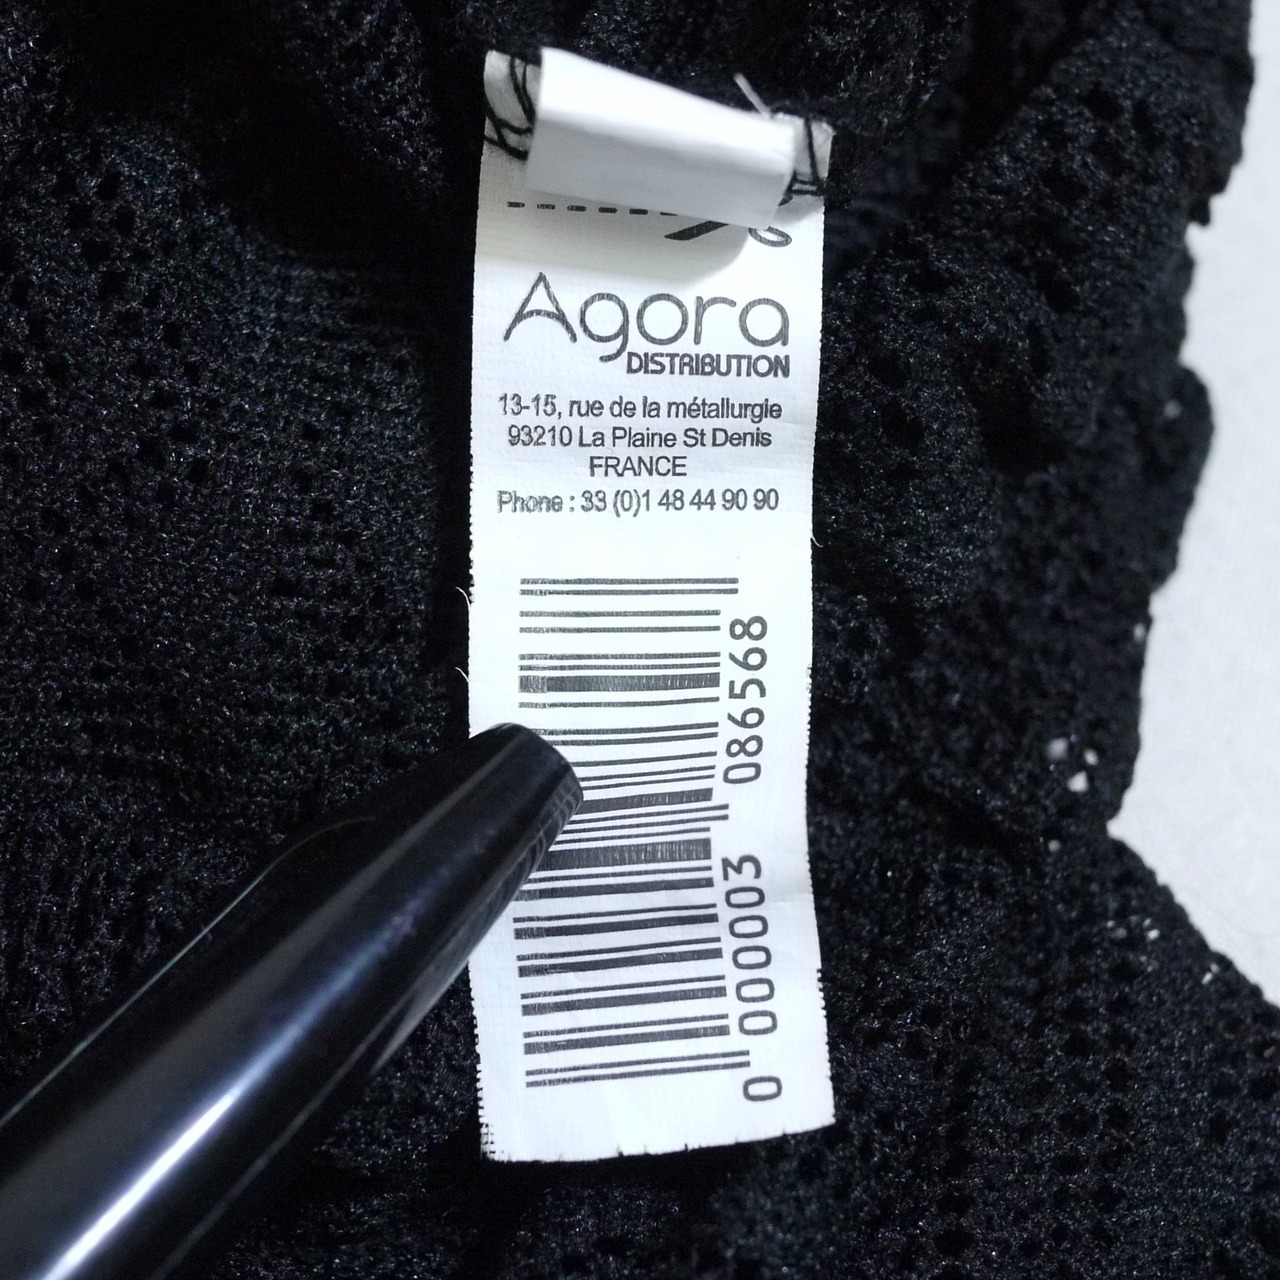 Agora
DISTRIBUTION
13-15, rue de la métallurgie
93210 La Plaine St Denis
FRANCE
Phone : 33 (0)1 48 44 90 90
0 000003 086568